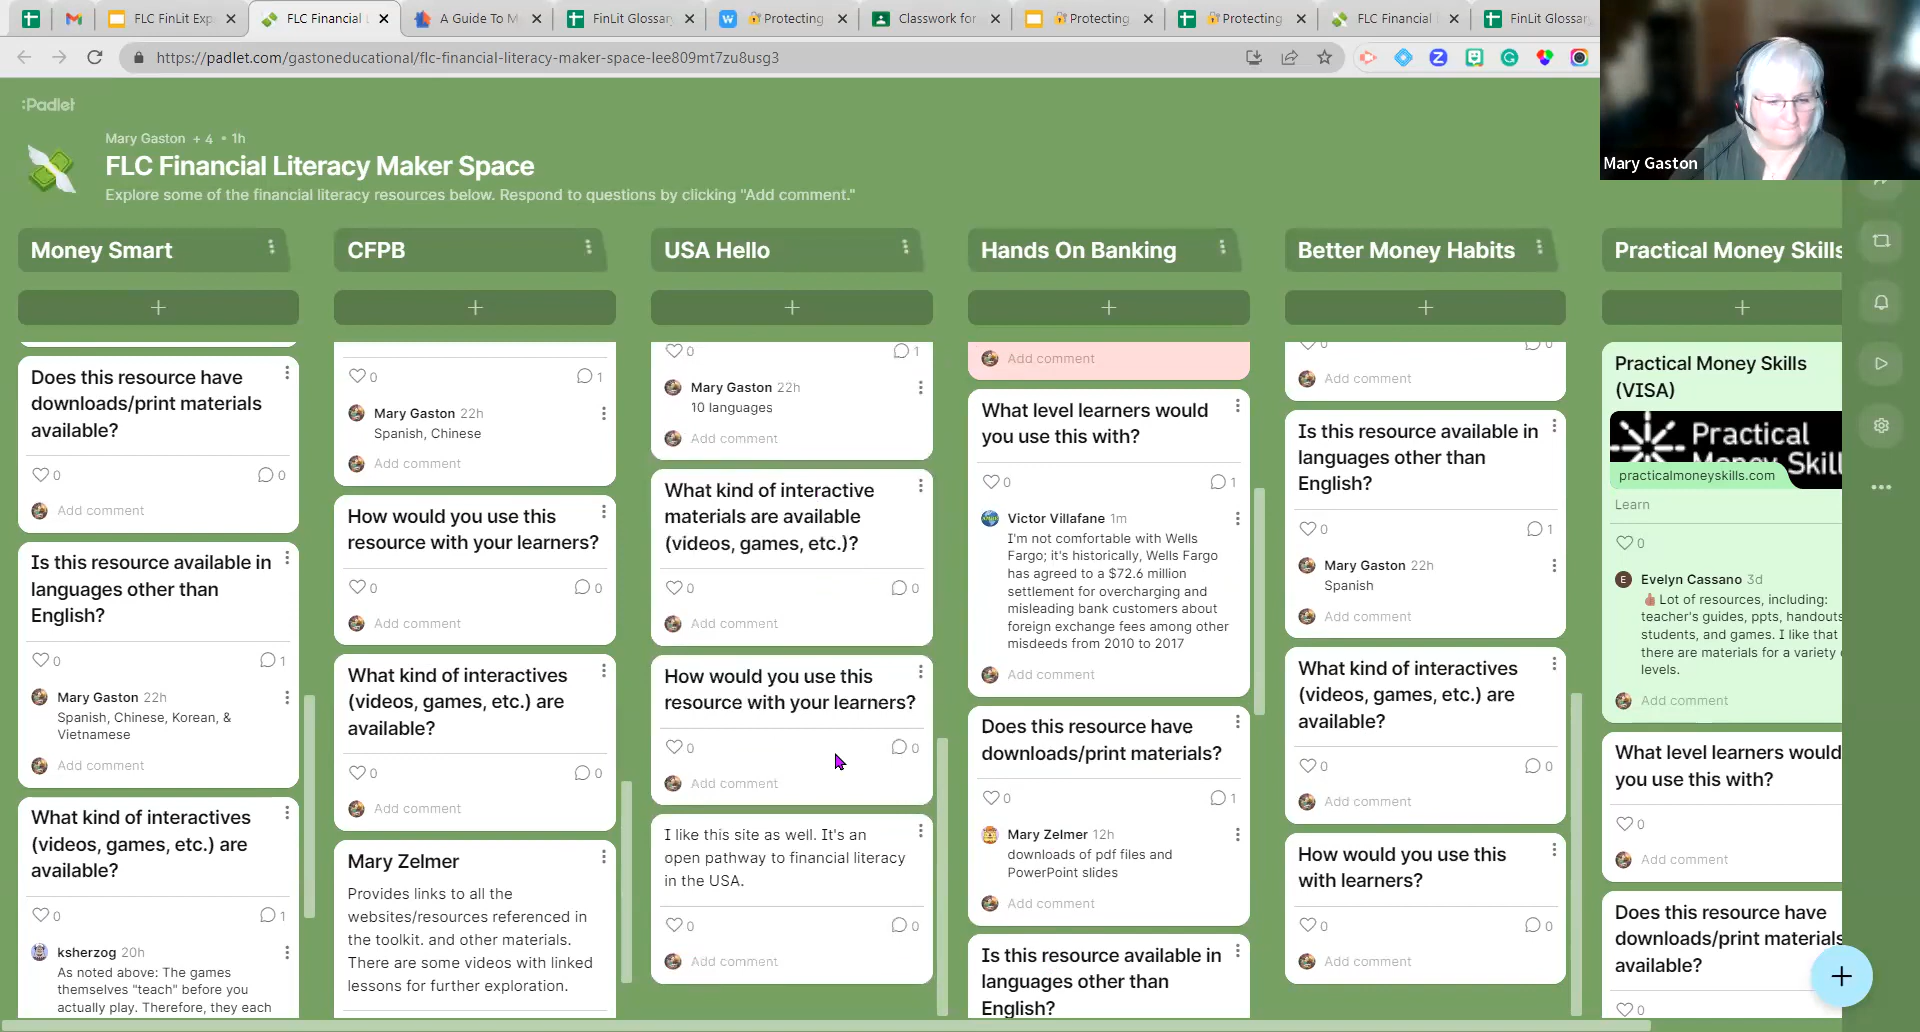 FLC FinLit Exp
FLC Financial L
A Guide To M
FinLit Glossary
Protecting
Classwork for
Protecting
Protecting
FLC Financial
FinLit Glossar
https://padlet.com/gastoneducational/flc-financial-literacy-maker-space-lee809mt7zu8usg3
Mary Gaston
:Padlet
Mary Gaston + 4 • 1h
FLC Financial Literacy Maker Space
Explore some of the financial literacy resources below. Respond to questions by clicking "Add comment."
Money Smart
+
Does this resource have
downloads/print materials
available?
0
0
Add comment
Is this resource available in
languages other than
English?
0
1
Mary Gaston 22h
Spanish, Chinese, Korean, &
Vietnamese
Add comment
What kind of interactives
(videos, games, etc.) are
available?
0
1
ksherzog 20h
As noted above: The games
themselves "teach" before you
actually play. Therefore, they each
CFPB
+
0
1
Mary Gaston 22h
Spanish, Chinese
Add comment
How would you use this
resource with your learners?
0
0
Add comment
What kind of interactives
(videos, games, etc.) are
available?
0
0
Add comment
Mary Zelmer
Provides links to all the
websites/resources referenced in
the toolkit. and other materials.
There are some videos with linked
lessons for further exploration.
USA Hello
+
0
1
Mary Gaston 22h
10 languages
Add comment
What kind of interactive
materials are available
(videos, games, etc.)?
0
0
Add comment
How would you use this
resource with your learners?
0
0
Add comment
I like this site as well. It's an
open pathway to financial literacy
in the USA.
0
0
Add comment
Hands On Banking
+
Add comment
What level learners would
you use this with?
0
1
Victor Villafane 1m
I'm not comfortable with Wells
Fargo; it's historically, Wells Fargo
has agreed to a $72.6 million
settlement for overcharging and
misleading bank customers about
foreign exchange fees among other
misdeeds from 2010 to 2017
Add comment
Does this resource have
downloads/print materials?
0
1
Mary Zelmer 12h
downloads of pdf files and
PowerPoint slides
Add comment
Is this resource available in
languages other than
English?
Better Money Habits
+
0
0
Add comment
Is this resource available in
languages other than
English?
0
1
Mary Gaston 22h
Spanish
Add comment
What kind of interactives
(videos, games, etc.) are
available?
0
0
Add comment
How would you use this
with learners?
0
0
Add comment
Practical Money Skills
+
Practical Money Skills
(VISA)
Practical
Money Skil
practicalmoneyskills.com
Learn
0
E
Evelyn Cassano 3d
Lot of resources, including:
teacher's guides, ppts, handouts
students, and games. I like that
there are materials for a variety
levels.
Add comment
What level learners would
you use this with?
0
Add comment
Does this resource have
downloads/print materials
available?
0
+